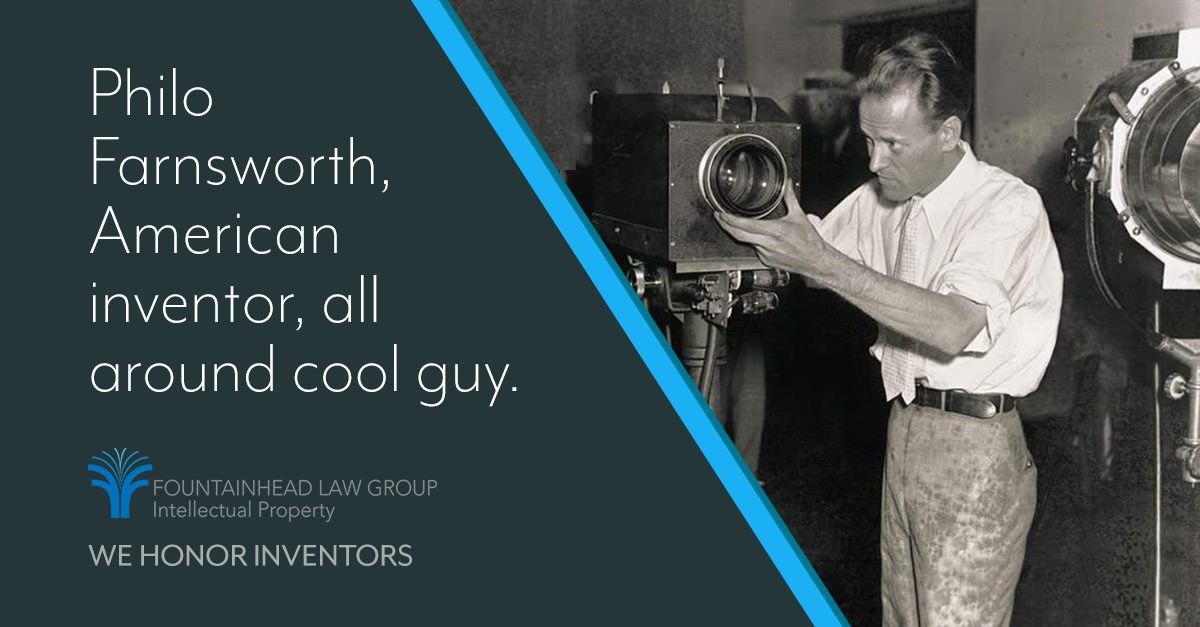 Philo
Farnsworth,
American
inventor, all
around cool guy.
FOUNTAINHEAD LAW GROUP
Intellectual Property
WE HONOR INVENTORS